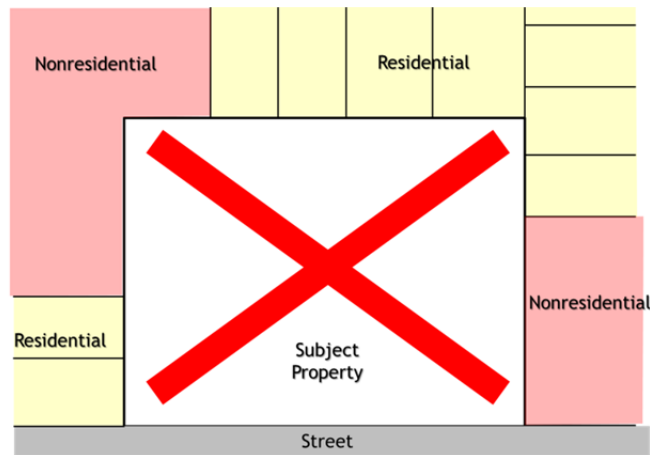 Nonresidential
Residential
Nonresidential
Residential
Subject
Property
Street